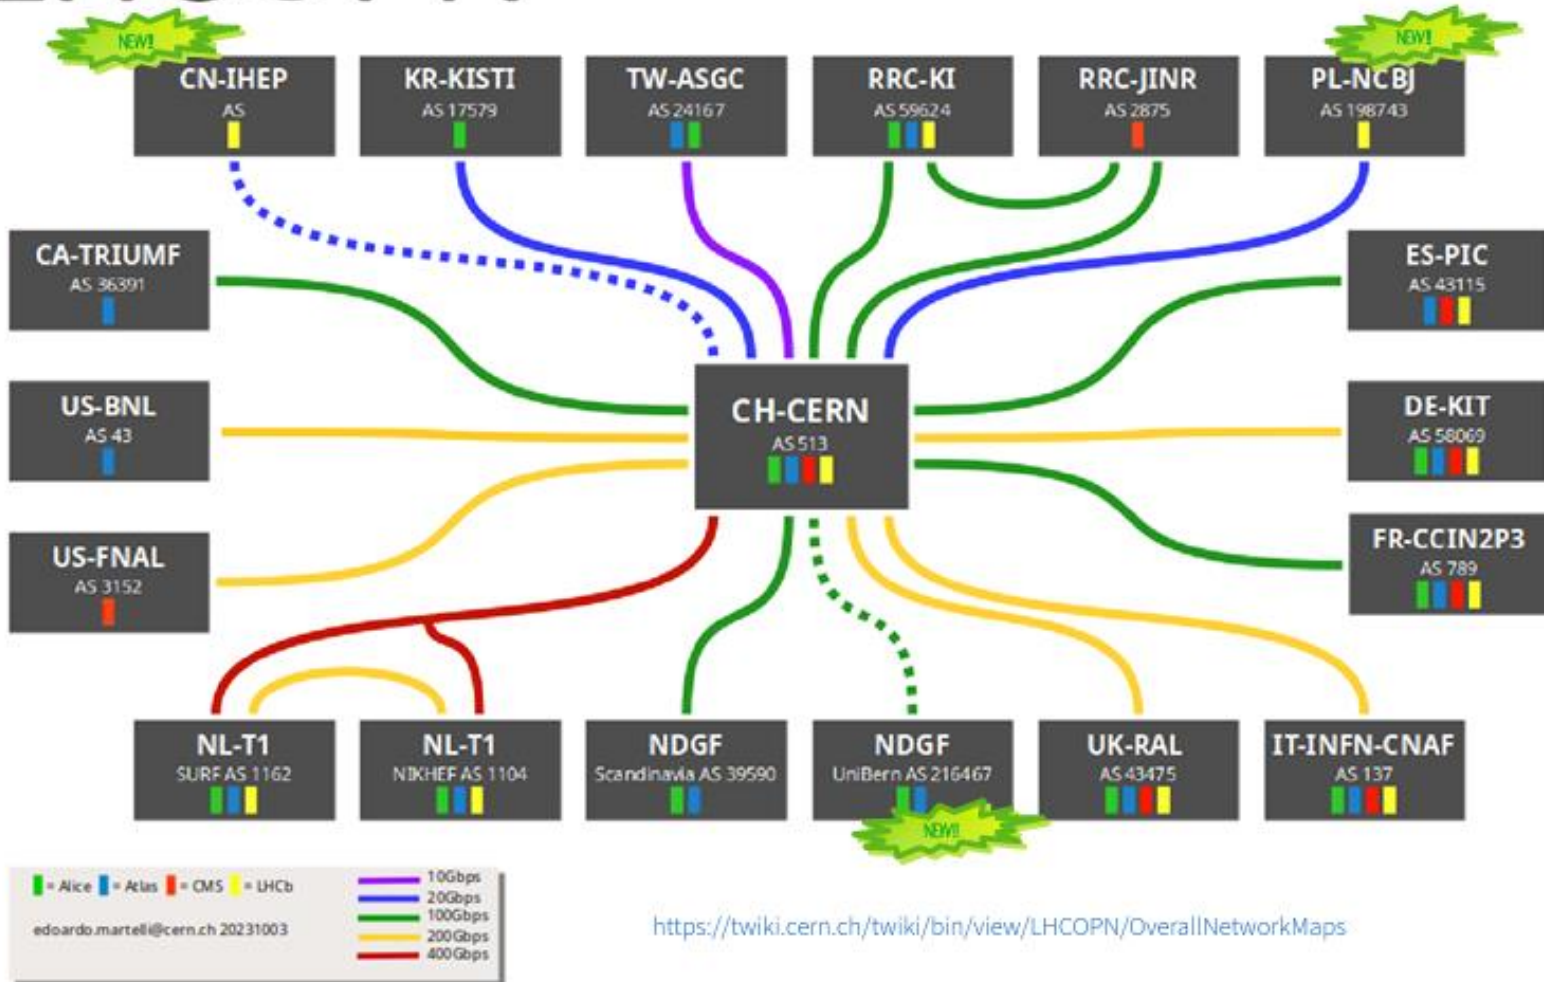 NEW!!
NEW!!
CN-IHEP
AS
KR-KISTI
AS 17579
TW-ASGC
AS 24167
RRC-KI
AS 59624
RRC-JINR
AS 2875
PL-NCBJ
AS 198743
CA-TRIUMF
AS 36391
ES-PIC
AS 43115
US-BNL
AS 43
CH-CERN
AS 513
DE-KIT
AS 58069
US-FNAL
AS 3152
FR-CCIN2P3
AS 789
NL-T1
SURF AS 1162
NL-T1
NIKHEF AS 1104
NDGF
Scandinavia AS 39590
NDGF
UniBern AS 216467
NEW!!
UK-RAL
AS 43475
IT-INFN-CNAF
AS 137
= Alice = Atlas = CMS = LHCb
edoardo.martelli@cern.ch 20231003
10Gbps
20Gbps
100Gbps
200Gbps
400Gbps
https://twiki.cern.ch/twiki/bin/view/LHCOPN/OverallNetworkMaps